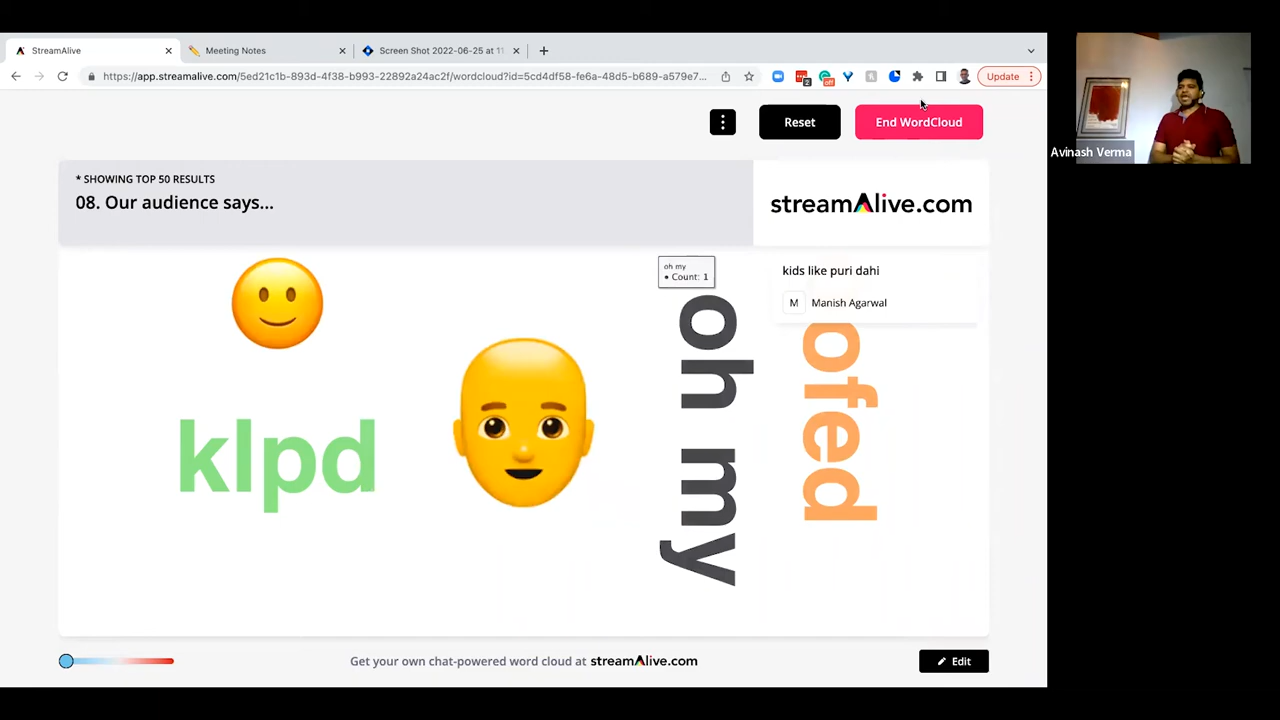 StreamAlive
Meeting Notes
Screen Shot 2022-06-25 at 11
https://app.streamalive.com/5ed21c1b-893d-4f38-b993-22892a24ac2f/wordcloud?id=5cd4df58-fe6a-48d5-b689-a579e7...
2
off
Update
Reset
End WordCloud
Avinash Verma
* SHOWING TOP 50 RESULTS
08. Our audience says...
streamAlive.com
oh my
• Count: 1
kids like puri dahi
M Manish Agarwal
klpd
oh my
ofed
Get your own chat-powered word cloud at streamAlive.com
Edit